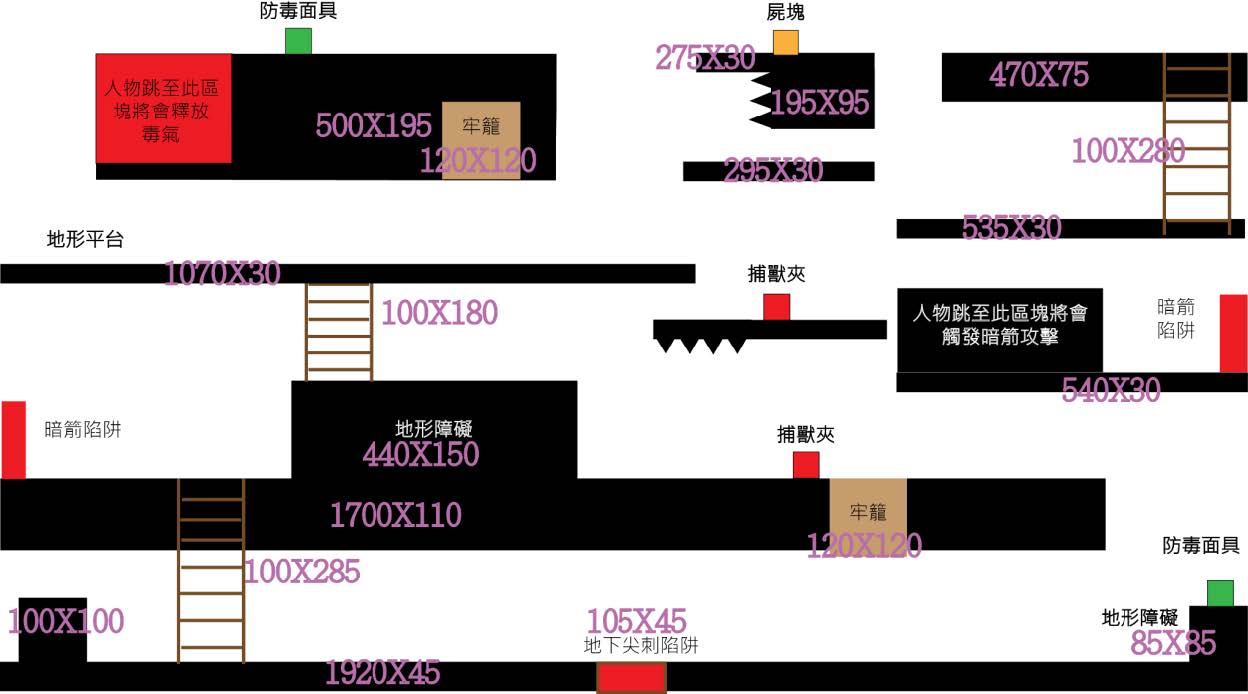 防毒面具
屍塊
人物跳至此區
塊將會釋放
毒氣
500X195
牢籠
120X120
275X30
195X95
295X30
470X75
100X280
535X30
地形平台
1070X30
100X180
捕獸夾
人物跳至此區塊將會
觸發暗箭攻擊
暗箭
陷阱
540X30
暗箭陷阱
地形障礙
440X150
捕獸夾
1700X110
牢籠
120X120
100X285
防毒面具
100X100
105X45
地下尖刺陷阱
地形障礙
85X85
1920X45